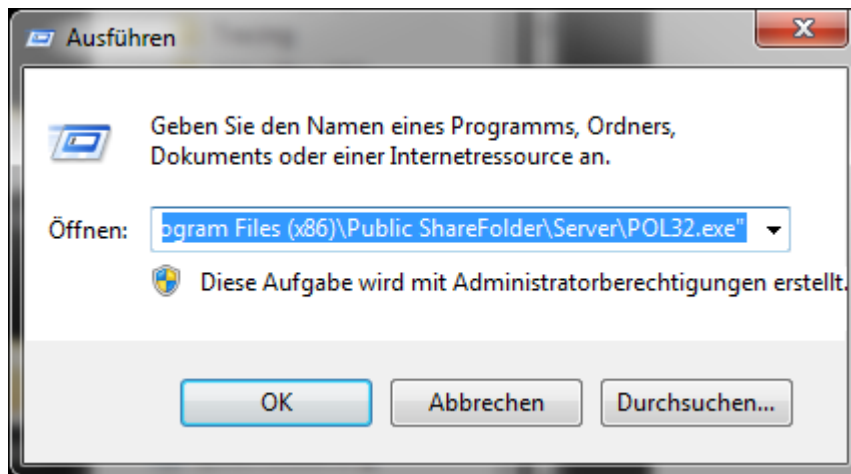 Ausführen
Geben Sie den Namen eines Programms, Ordners,
Dokuments oder einer Internetressource an.
Öffnen: ogram Files (x86)\Public ShareFolder\Server\POL32.exe"
Diese Aufgabe wird mit Administratorberechtigungen erstellt.
OK Abbrechen Durchsuchen...